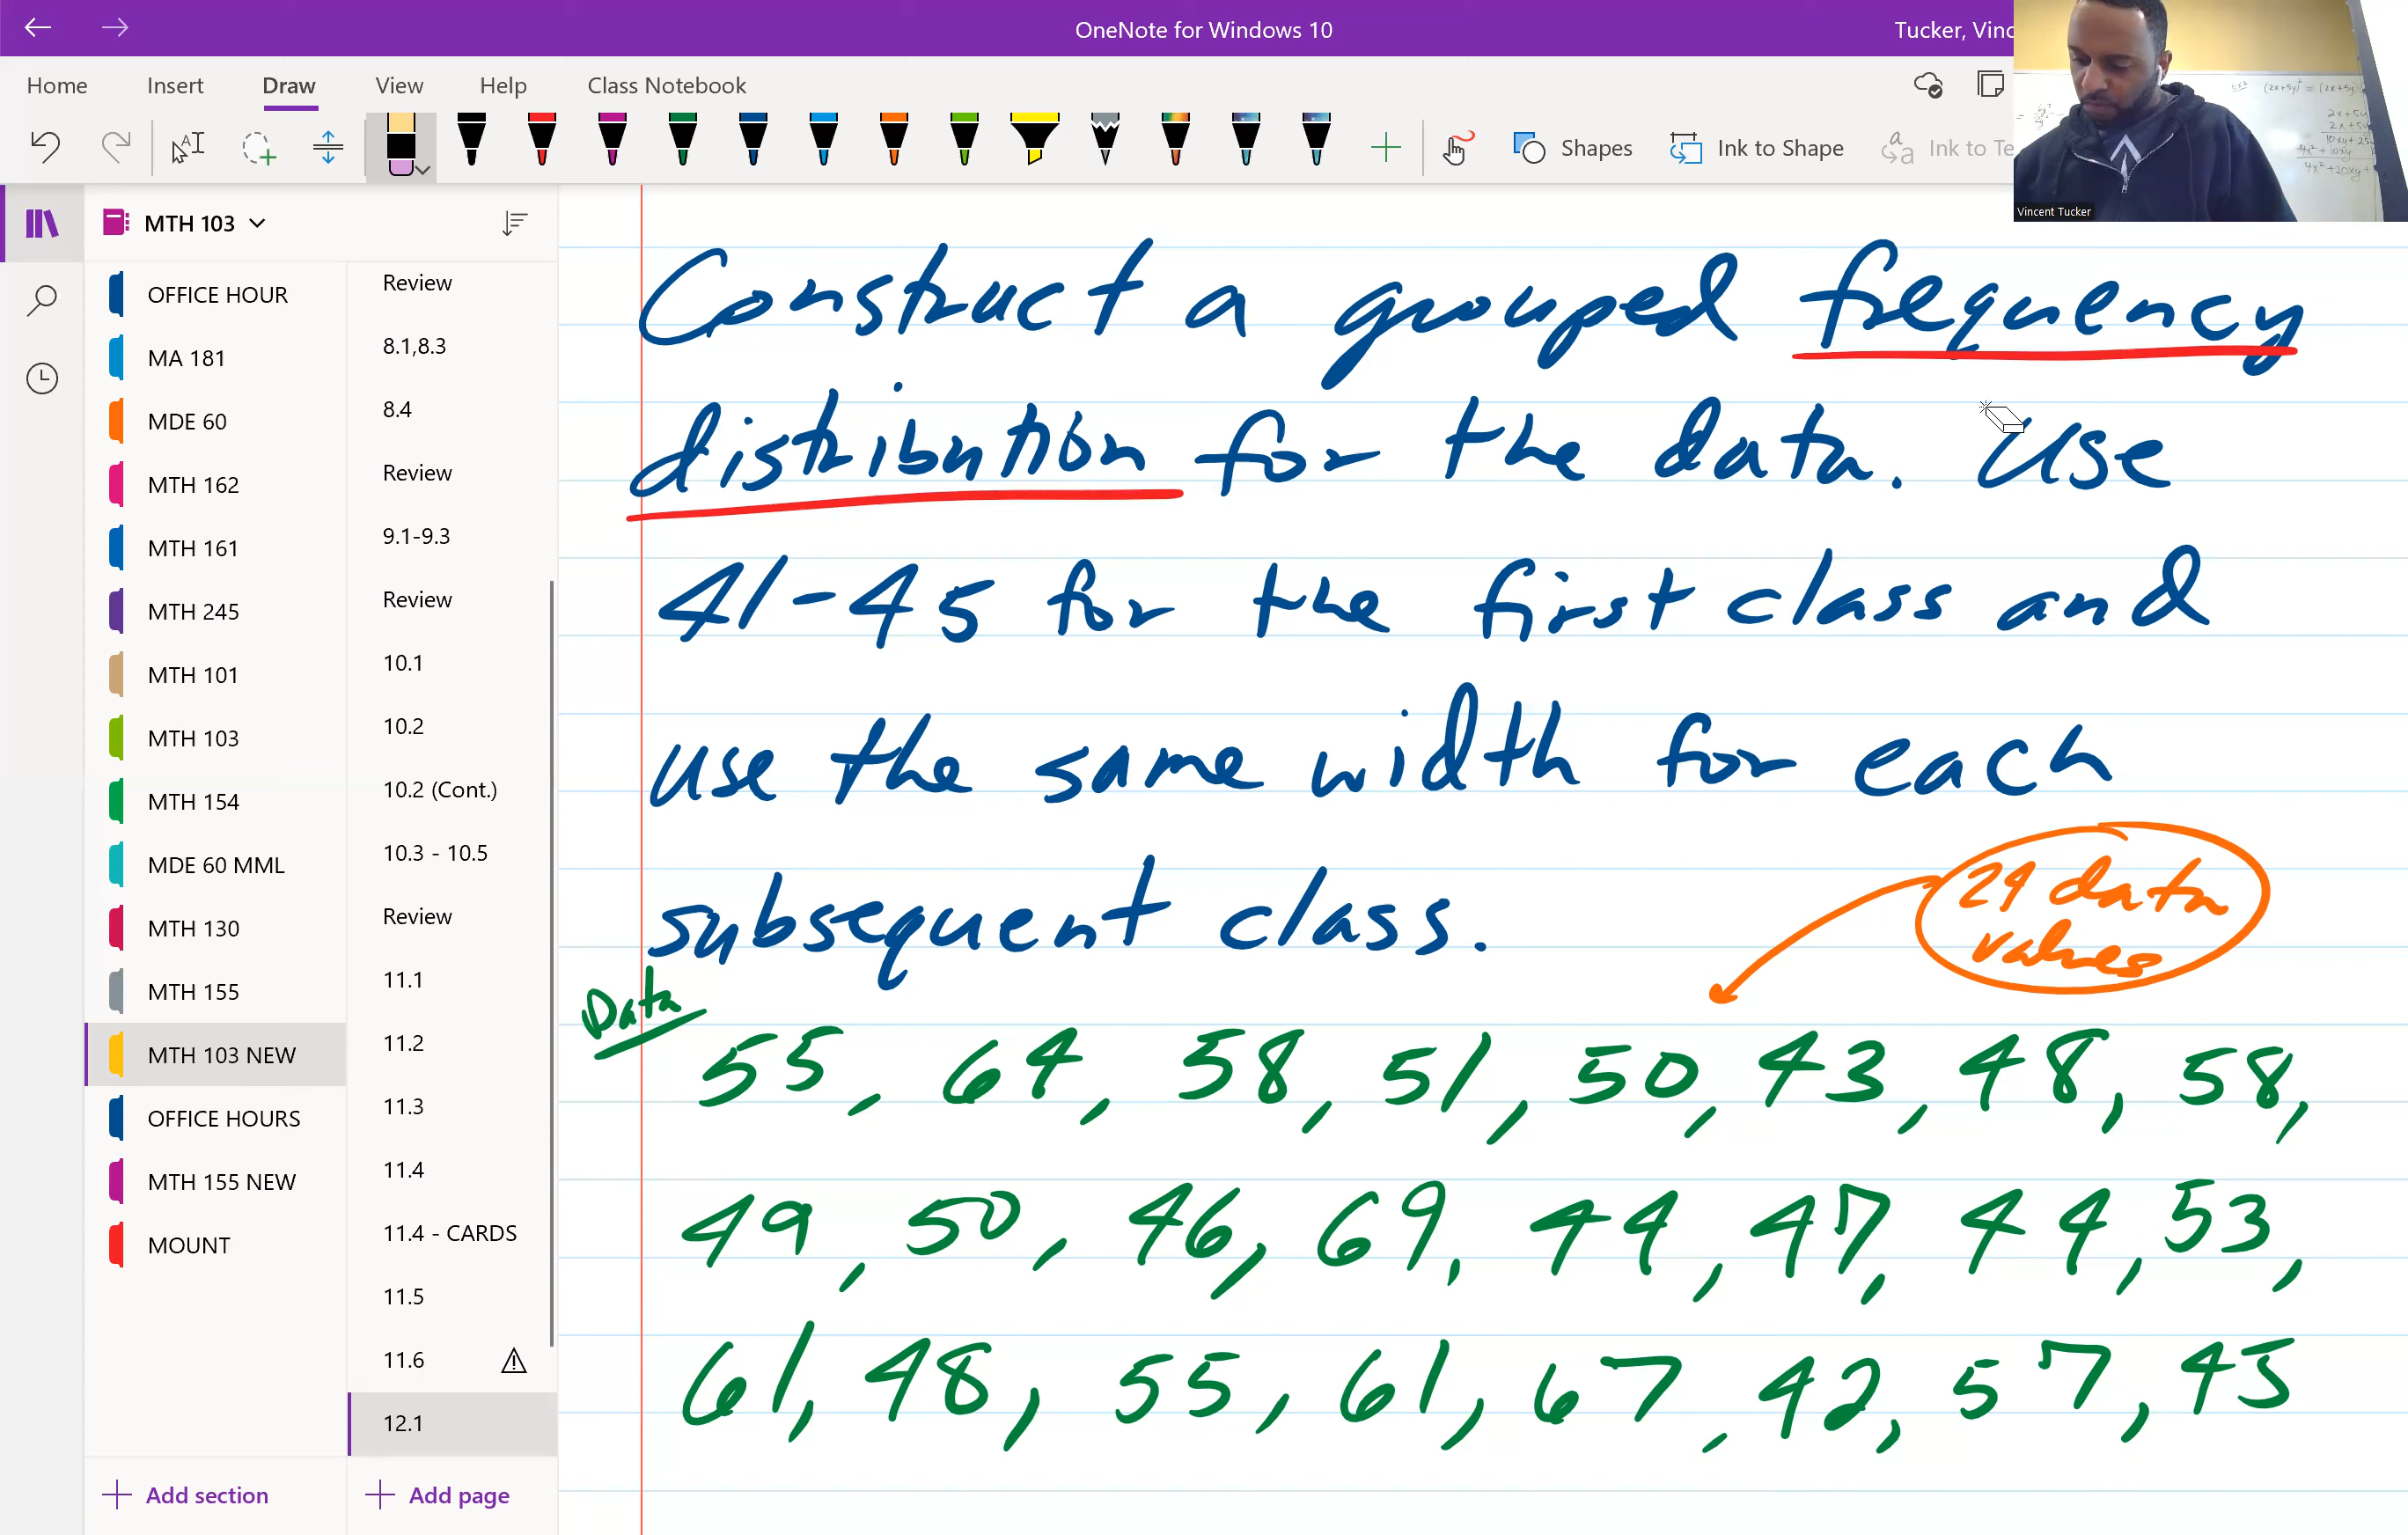 OneNote for Windows 10
Tucker, Vinc
Home Insert Draw View Help Class Notebook
Shapes Ink to Shape Ink to Te
Vincent Tucker
MTH 103
OFFICE HOUR
MA 181
MDE 60
MTH 162
MTH 161
MTH 245
MTH 101
MTH 103
MTH 154
MDE 60 MML
MTH 130
MTH 155
MTH 103 NEW
OFFICE HOURS
MTH 155 NEW
MOUNT
Add section
Review
8.1,8.3
8.4
Review
9.1-9.3
Review
10.1
10.2
10.2 (Cont.)
10.3 - 10.5
Review
11.1
11.2
11.3
11.4
11.4 - CARDS
11.5
11.6
12.1
Add page
Construct a grouped frequency
distribution for the data. Use
41-45 for the first class and
use the same width for each
subsequent class.
24 data
values
Data
55, 64, 58, 51, 50, 43, 48, 58,
49, 50, 46, 69, 44, 47, 44, 53,
61, 48, 55, 61, 67, 42, 57, 45